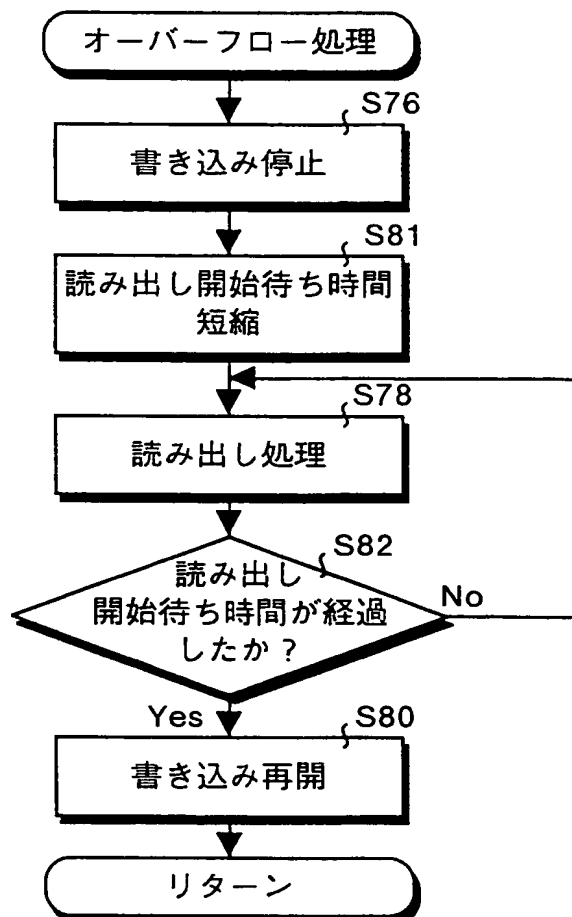 オーバーフロー処理
S76
書き込み停止
S81
読み出し開始待ち時間
短縮
S78
読み出し処理
S82
読み出し
開始待ち時間が経過
したか？
No
Yes
S80
書き込み再開
リターン